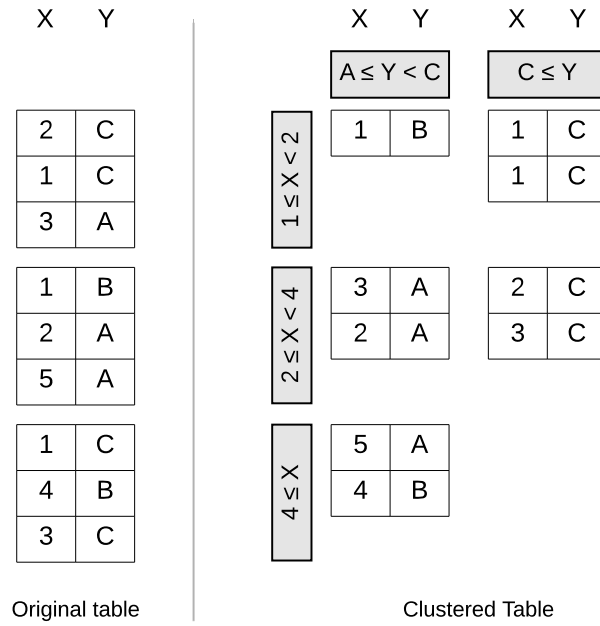 X Y X Y X Y
A ≤ Y < C C ≤ Y
2 C 1 ≤ X < 2 1 B 1 C
1 C 1 C
3 A
1 B 2 ≤ X < 4 3 A 2 C
2 A 2 A 3 C
5 A
1 C 4 ≤ X 5 A
4 B 4 B
3 C
Original table Clustered Table